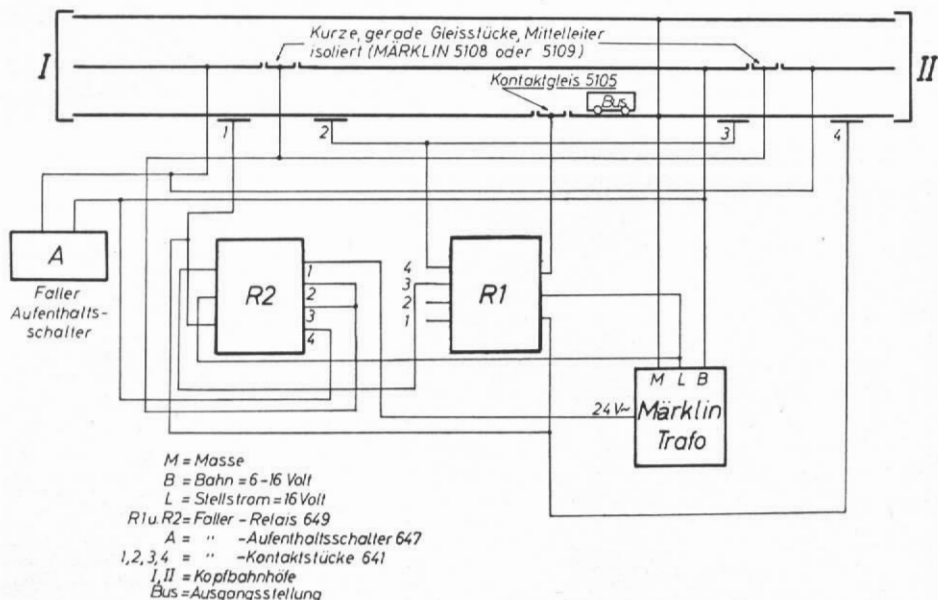 Kurze, gerade Gleisstücke, Mittelleiter
isoliert (MÄRKLIN 5108 oder 5109)
I
II
Kontaktgleis 5105
Bus
1
2
3
4
A
Faller
Aufenthalts-
schalter
R2
1
2
3
4
4
3
2
1
R1
M L B
24V~
Märklin
Trafo
M = Masse
B = Bahn = 6-16 Volt
L = Stellstrom = 16 Volt
R1 u. R2 = Faller - Relais 649
A = " - Aufenthaltsschalter 647
1,2,3,4 = " - Kontaktstücke 641
I, II = Kopfbahnhöfe
Bus = Ausgangsstellung